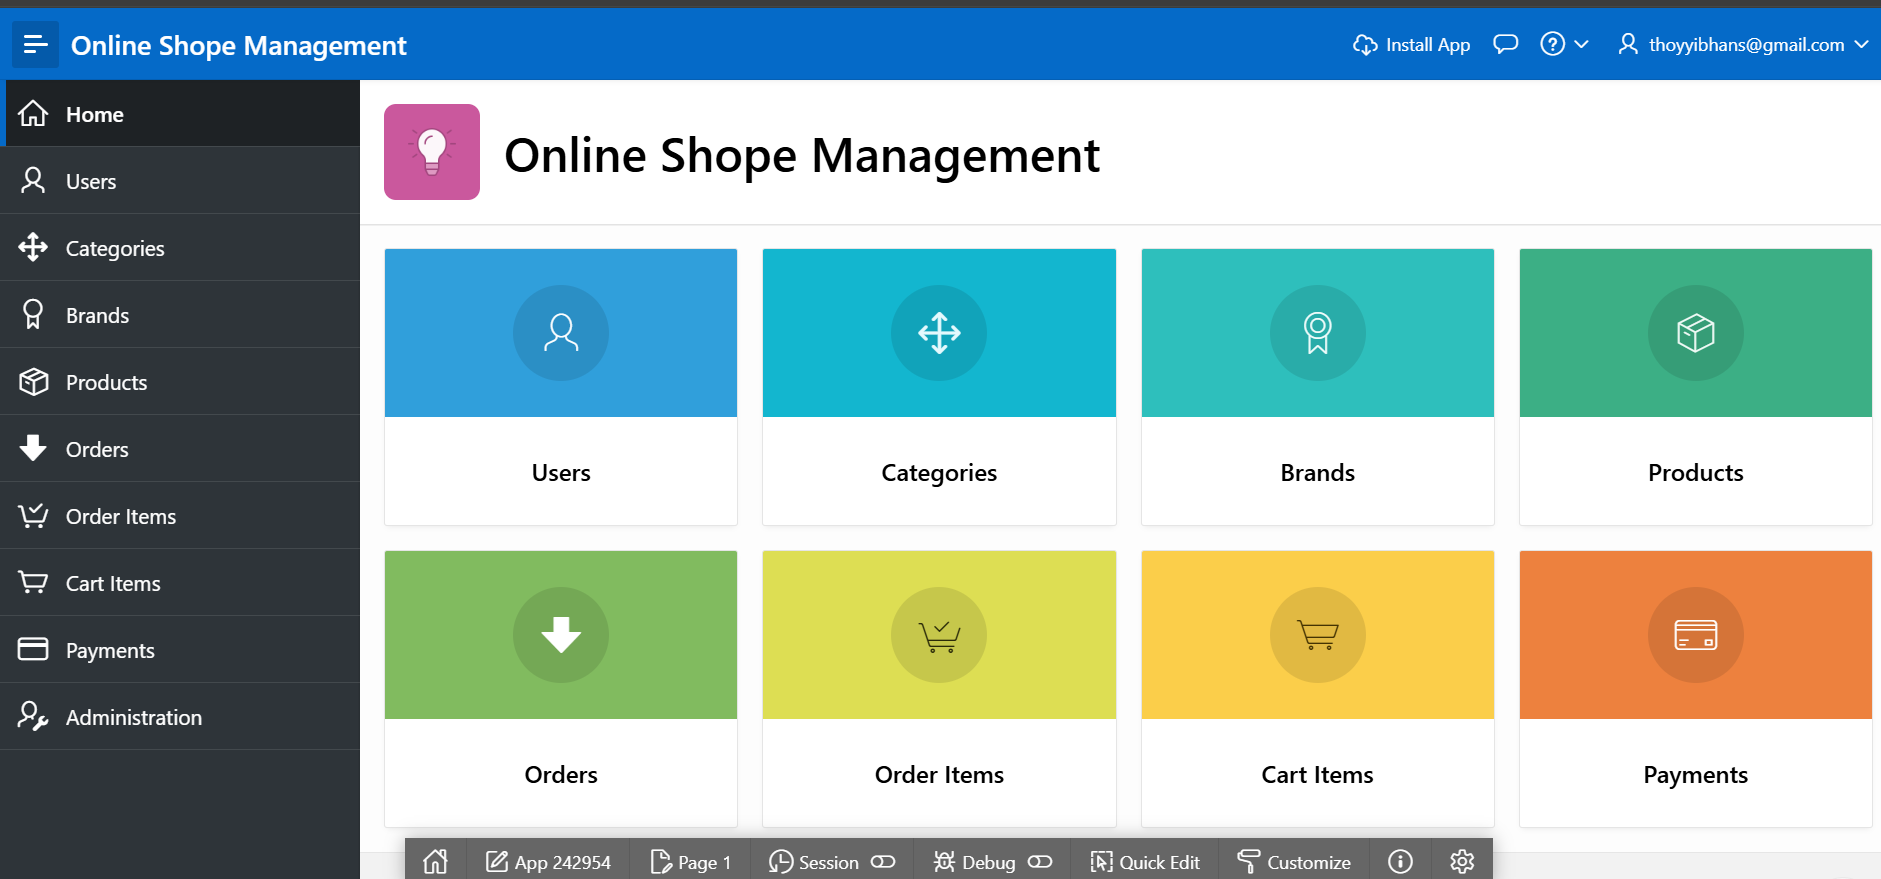 Online Shope Management
Install App
thoyyibhans@gmail.com
Home
Users
Categories
Brands
Products
Orders
Order Items
Cart Items
Payments
Administration
Online Shope Management
Users
Categories
Brands
Products
Orders
Order Items
Cart Items
Payments
App 242954
Page 1
Session
Debug
Quick Edit
Customize